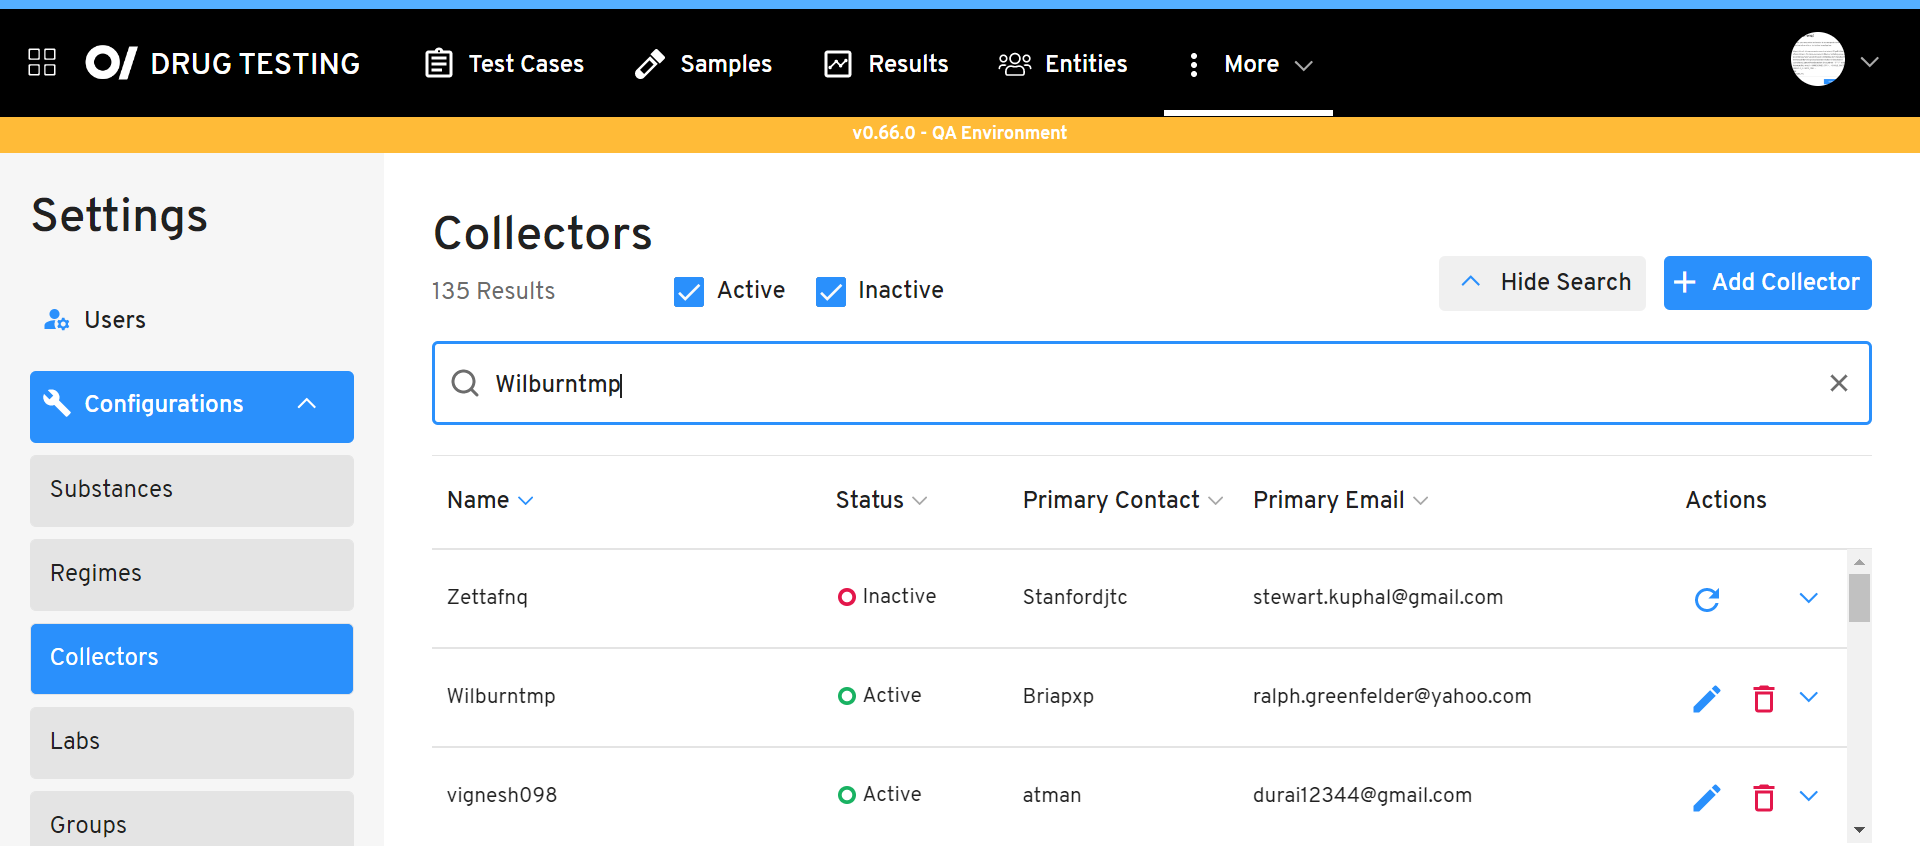 DRUG TESTING
Test Cases
Samples
Results
Entities
More
v0.66.0 - QA Environment
Settings
Users
Configurations
Substances
Regimes
Collectors
Labs
Groups
Collectors
135 Results
Active
Inactive
Hide Search
Add Collector
Wilburntmp
Name Status Primary Contact Primary Email Actions
Zettafnq Inactive Stanfordjtc stewart.kuphal@gmail.com
Wilburntmp Active Briapxp ralph.greenfelder@yahoo.com
vignesh098 Active atman durai12344@gmail.com